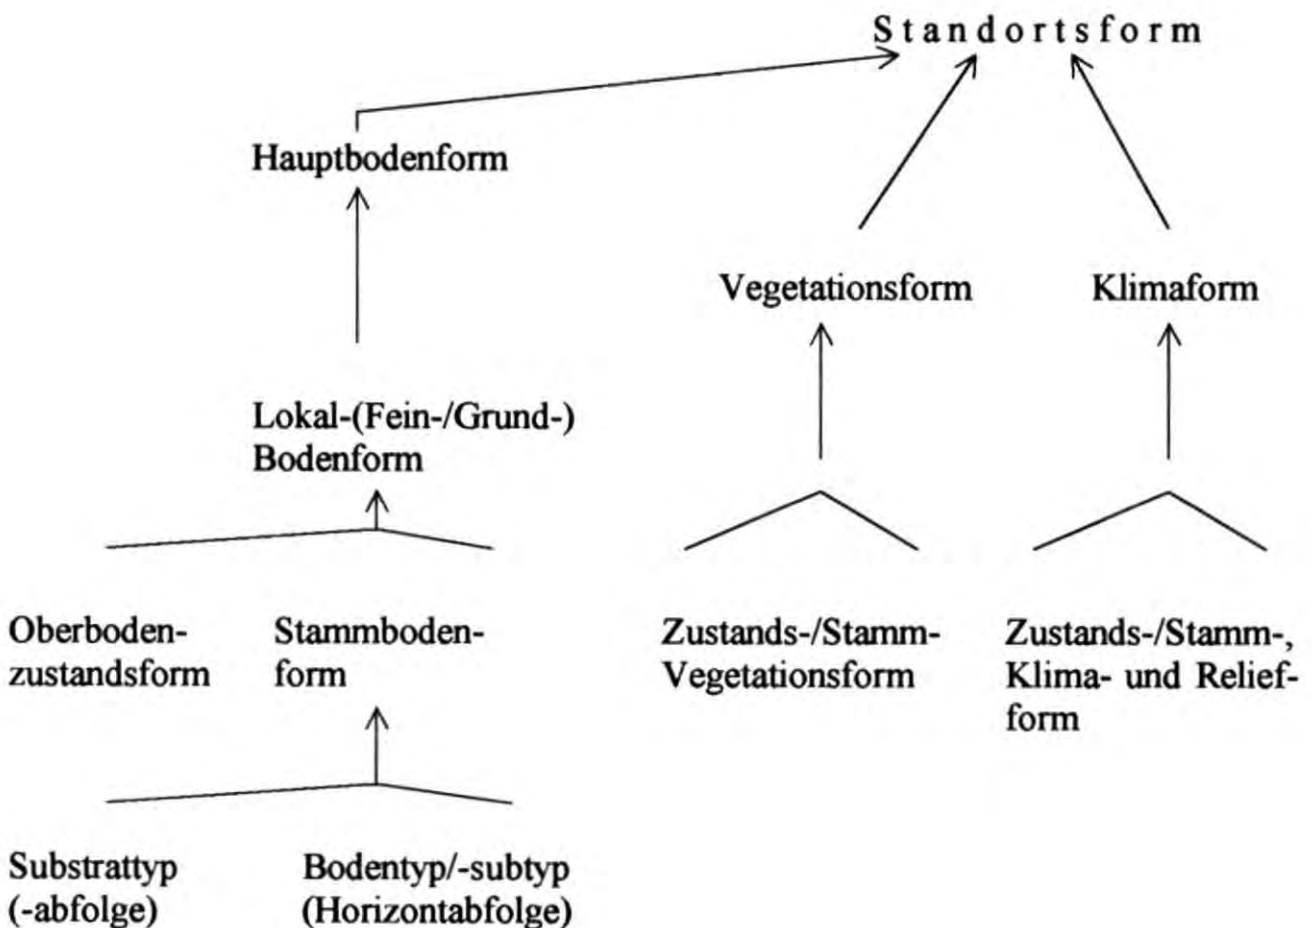 Standortsform
Hauptbodenform
Vegetationsform
Klimaform
Lokal-(Fein-/Grund-)
Bodenform
Oberboden-
zustandsform
Stammboden-
form
Zustands-/Stamm-
Vegetationsform
Zustands-/Stamm-,
Klima- und Relief-
form
Substrattyp
(-abfolge)
Bodentyp/-subtyp
(Horizontabfolge)